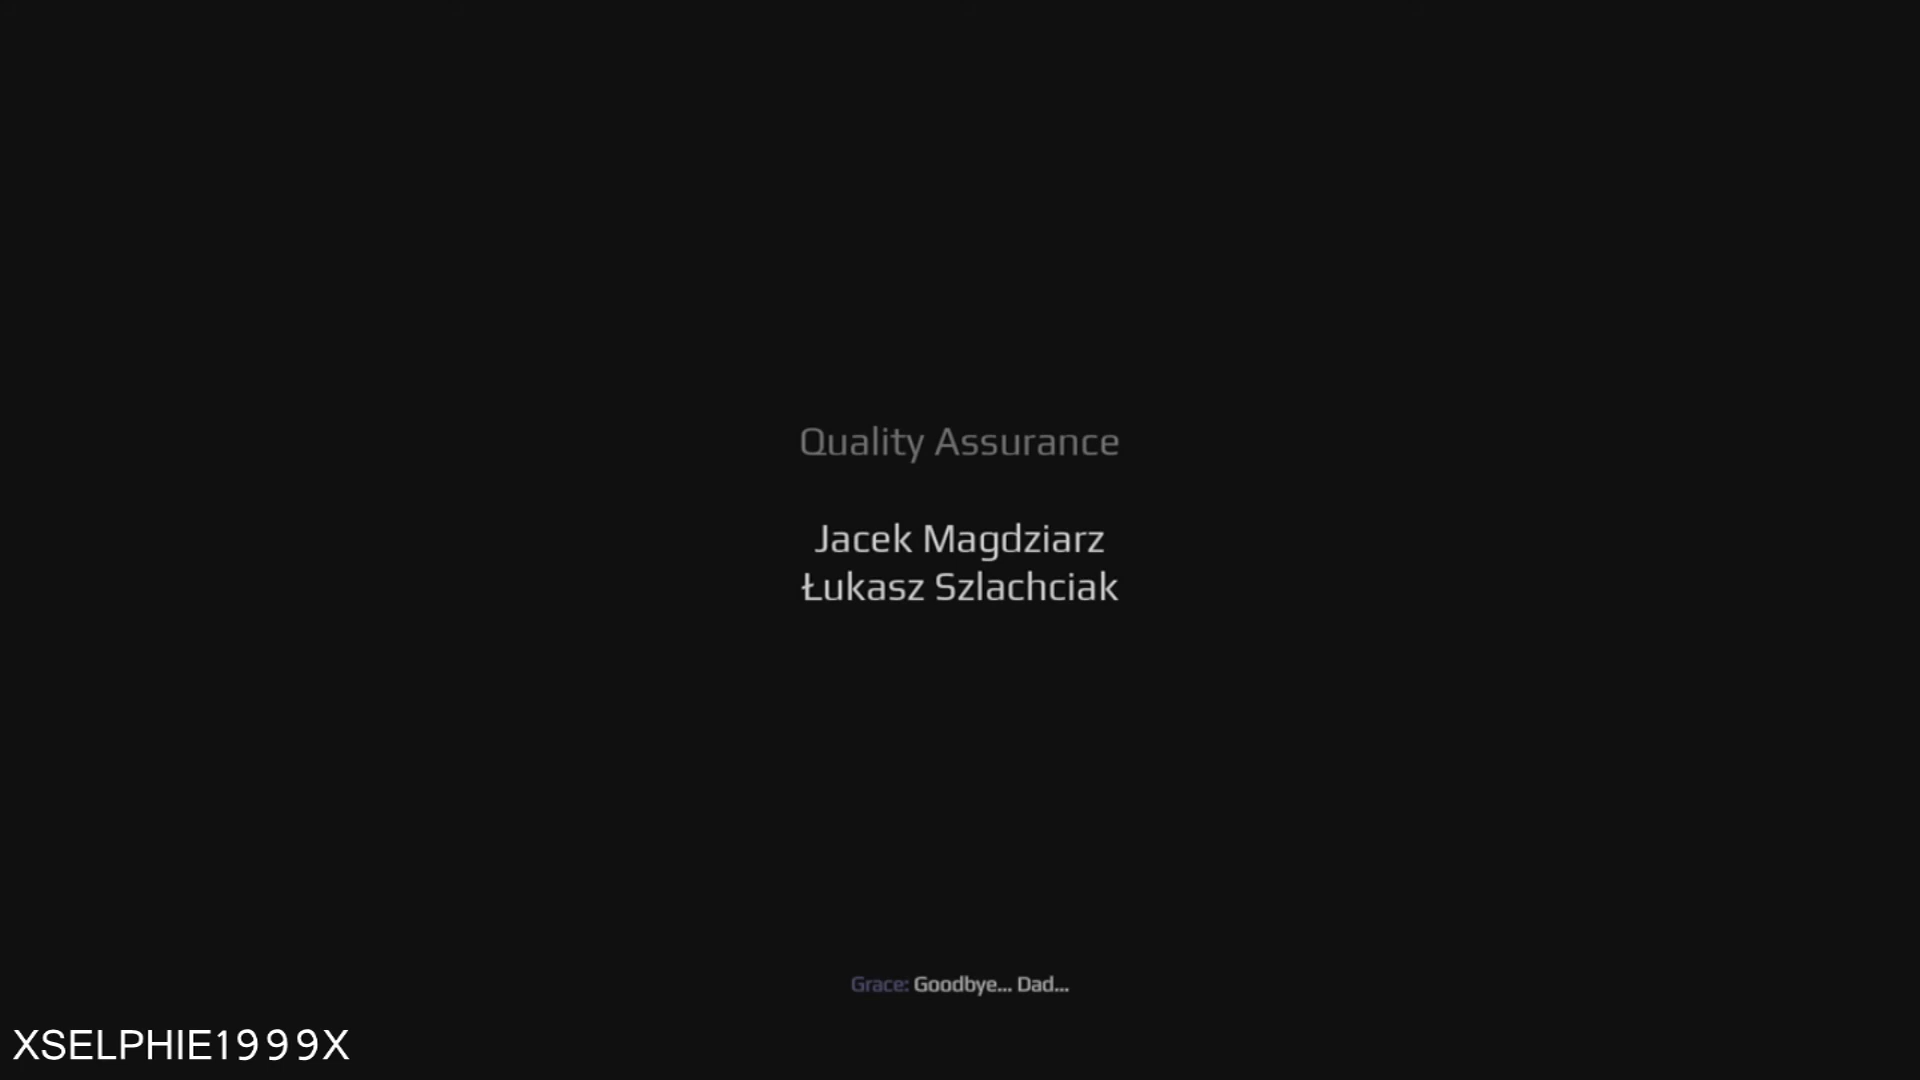 Quality Assurance
Jacek Magdziarz
Łukasz Szlachciak
Grace: Goodbye... Dad...
XSELPHIE1999X